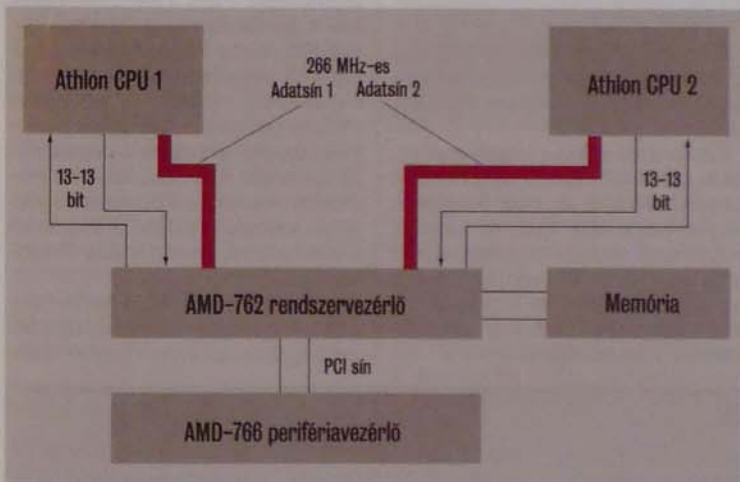 Athlon CPU 1
266 MHz-es
Adatsín 1 Adatsín 2
Athlon CPU 2
13-13
bit
13-13
bit
AMD-762 rendszervezérlő
Memória
PCI sín
AMD-766 perifériavezérlő